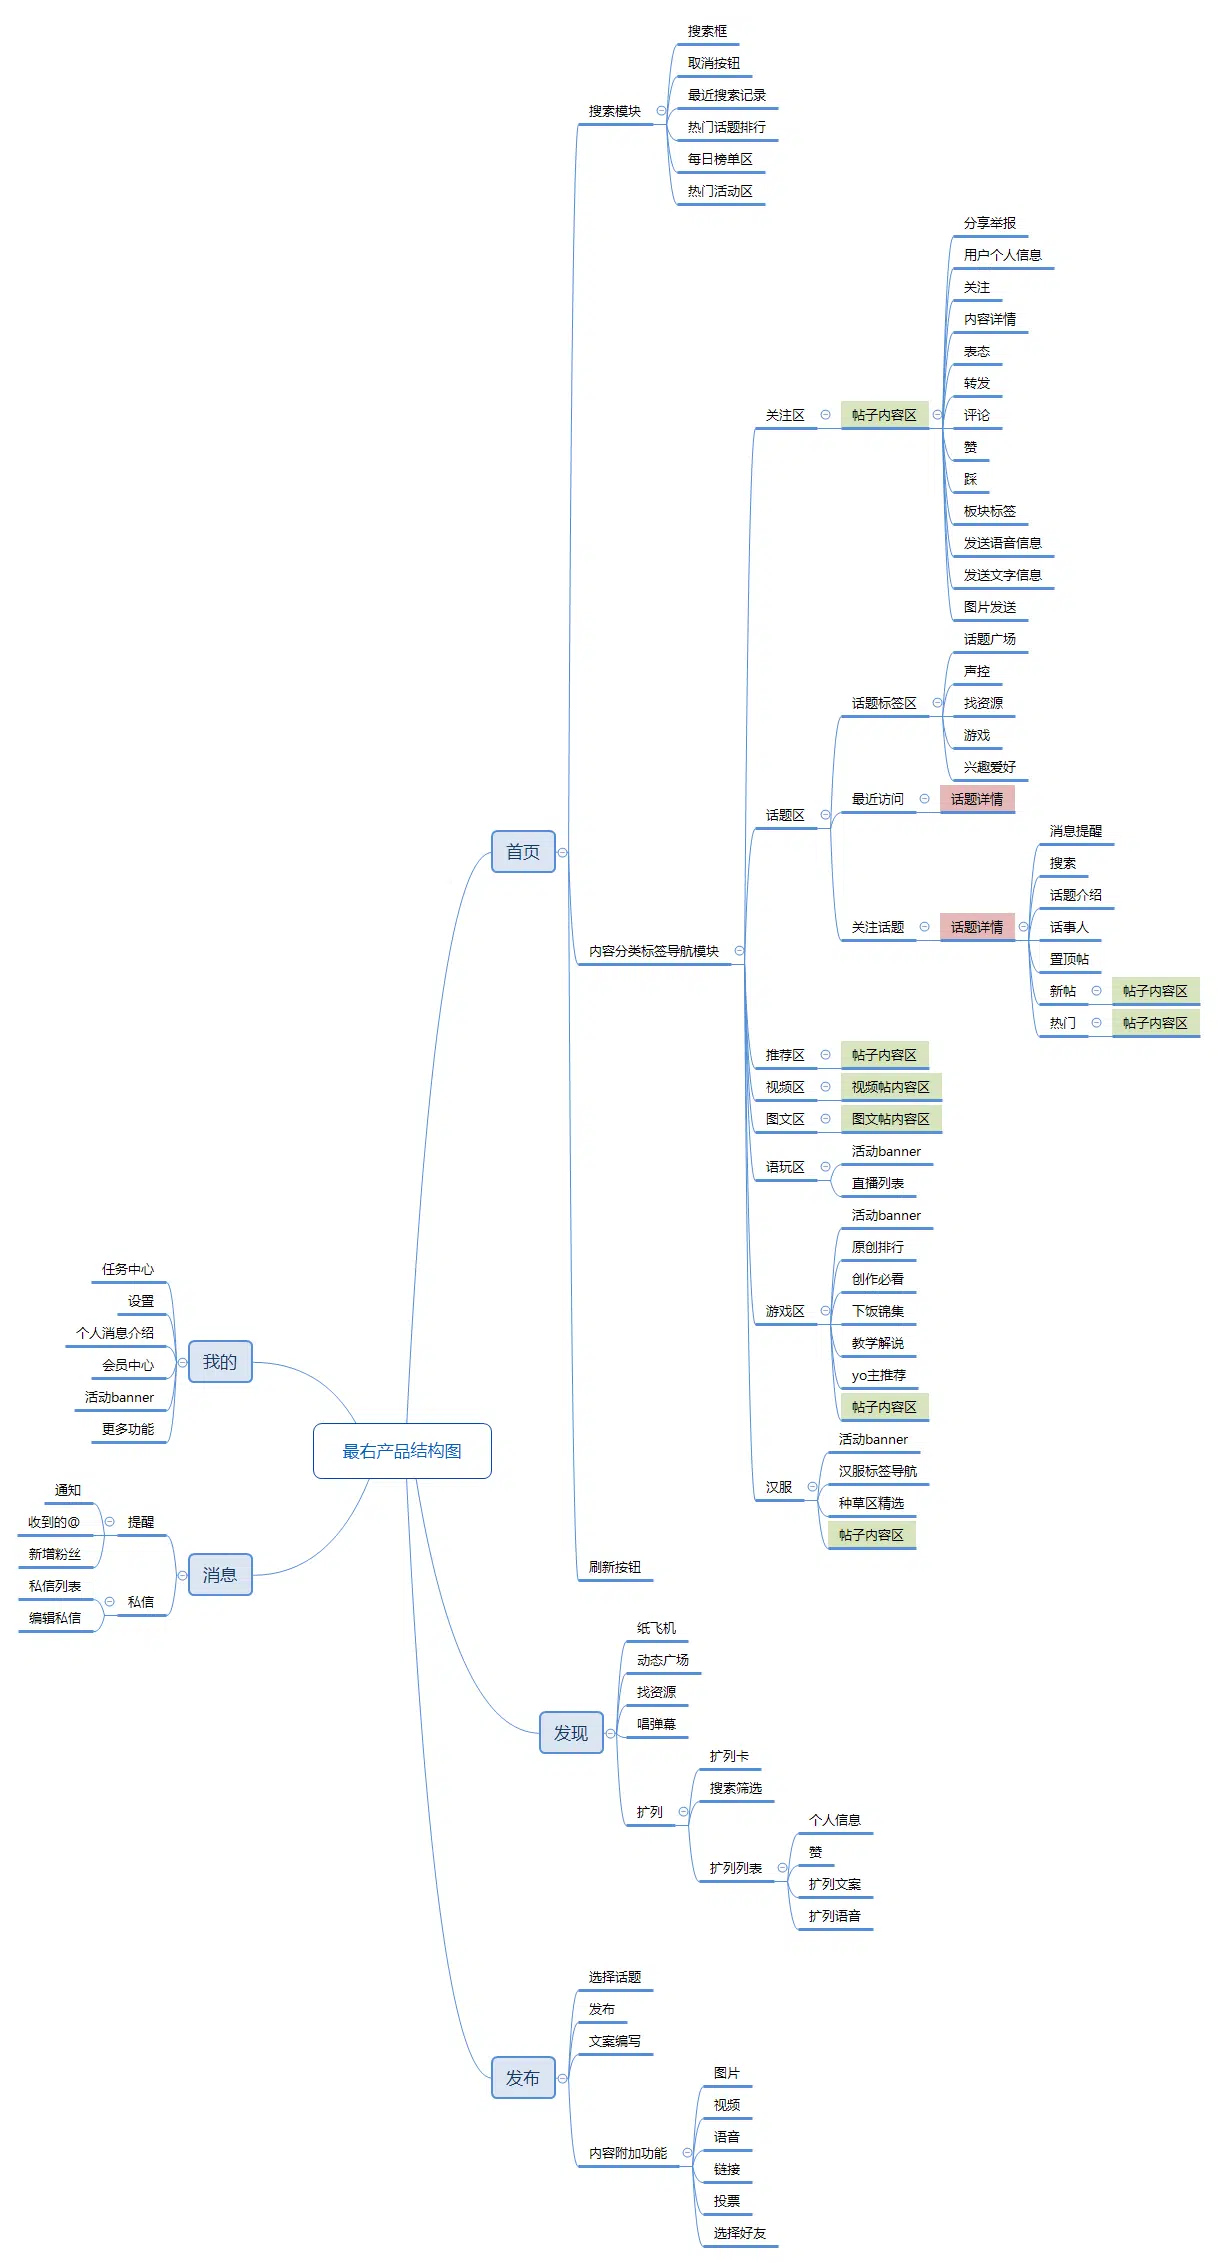 最右产品结构图
首页
搜索模块
搜索框
取消按钮
最近搜索记录
热门话题排行
每日榜单区
热门活动区
内容分类标签导航模块
关注区
帖子内容区
分享举报
用户个人信息
关注
内容详情
表态
转发
评论
赞
踩
板块标签
发送语音信息
发送文字信息
图片发送
话题区
话题标签区
话题广场
声控
找资源
游戏
兴趣爱好
最近访问
话题详情
关注话题
话题详情
消息提醒
搜索
话题介绍
话事人
置顶帖
新帖
帖子内容区
热门
帖子内容区
推荐区
帖子内容区
视频区
视频帖内容区
图文区
图文帖内容区
语玩区
活动banner
直播列表
游戏区
活动banner
原创排行
创作必看
下饭锦集
教学解说
yo主推荐
帖子内容区
汉服
活动banner
汉服标签导航
种草区精选
帖子内容区
刷新按钮
发现
纸飞机
动态广场
找资源
唱弹幕
扩列
扩列卡
搜索筛选
扩列列表
个人信息
赞
扩列文案
扩列语音
发布
选择话题
发布
文案编写
内容附加功能
图片
视频
语音
链接
投票
选择好友
我的
任务中心
设置
个人消息介绍
会员中心
活动banner
更多功能
消息
提醒
通知
收到的@
新增粉丝
私信
私信列表
编辑私信